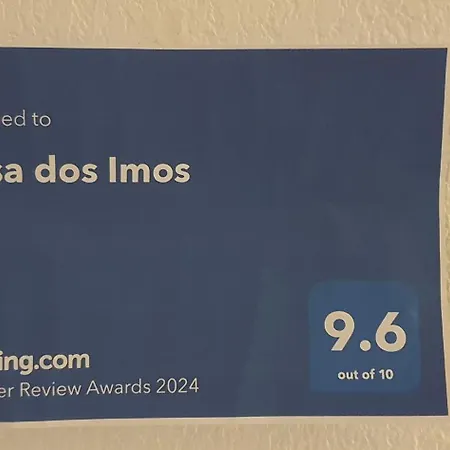 ed to
sa dos Imos
9.6
out of 10
ing.com
er Review Awards 2024